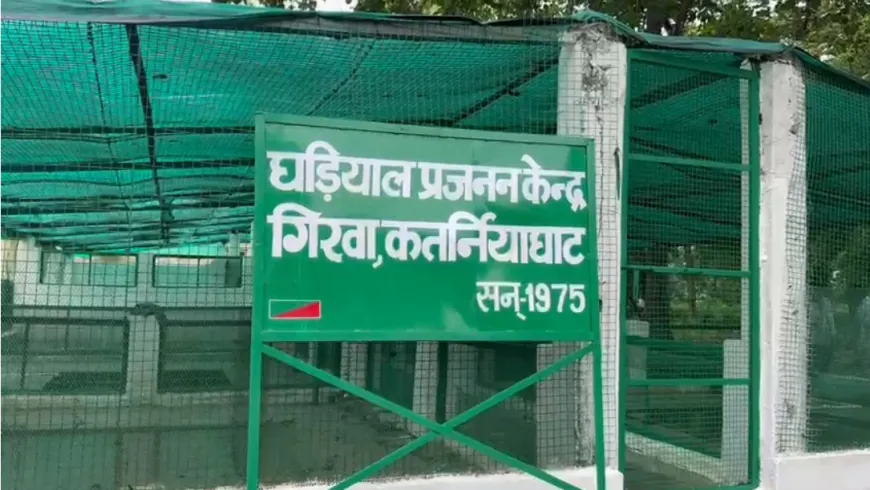 घड़ियाल प्रजनन केन्द्र
गिरवा, कतर्नियाघाट
सन्-1975